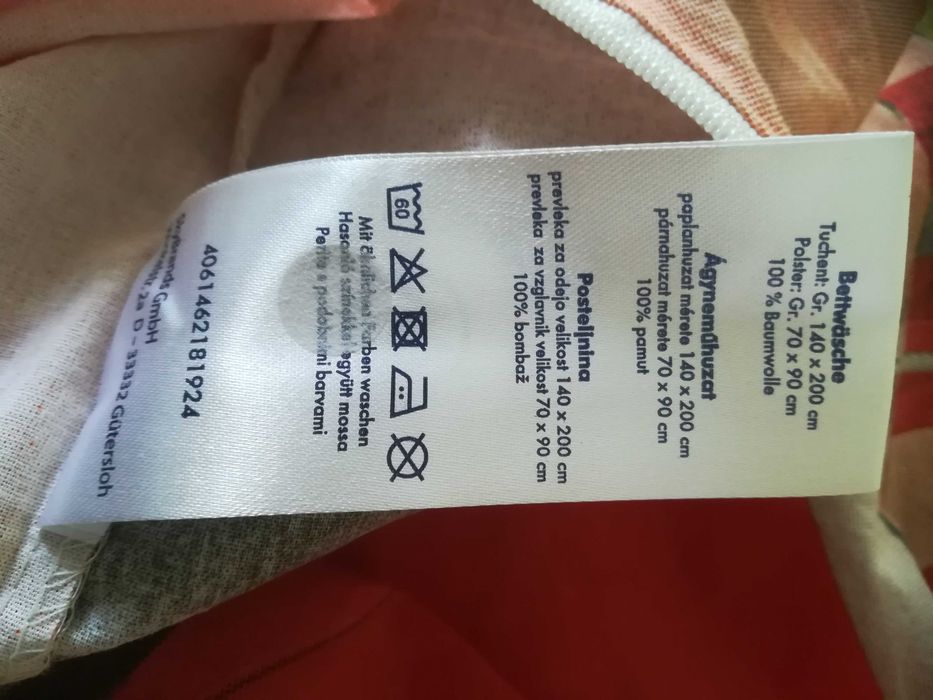 Bettwäsche
Tuchent: Gr. 140 x 200 cm
Polster: Gr. 70 x 90 cm
100 % Baumwolle
Ágyneműhuzat
paplanhuzat mérete 140 x 200 cm
párnahuzat mérete 70 x 90 cm
100% pamut
Posteljnina
prevleka za odejo velikost 140 x 200 cm
prevleka za vzglavnik velikost 70 x 90 cm
100% bombaž
60
Mit ähnlichen Farben waschen
Hasonló színekkel együtt mossa
Perite s podobnimi barvami
4061462181924
GmbH
2a D - 33332 Gütersloh